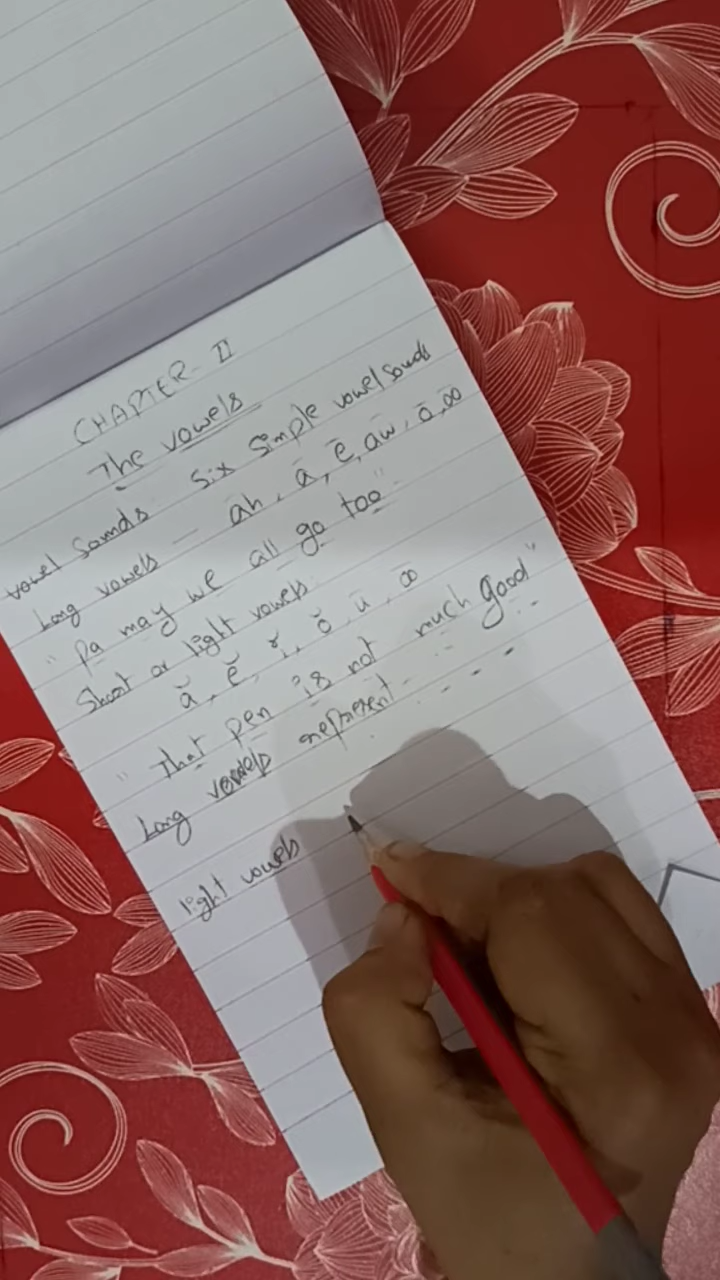 CHAPTER - II
The vowels
vowel Sounds Six Simple vowel Sounds
Long vowels - ah, ā, ē, aw, ō, o͞o
"pa may we all go too"
Short or light vowels
ă, ĕ, ĭ, ŏ, ŭ, oo
"That pen is not much good"
Long vowels represent
light vowels